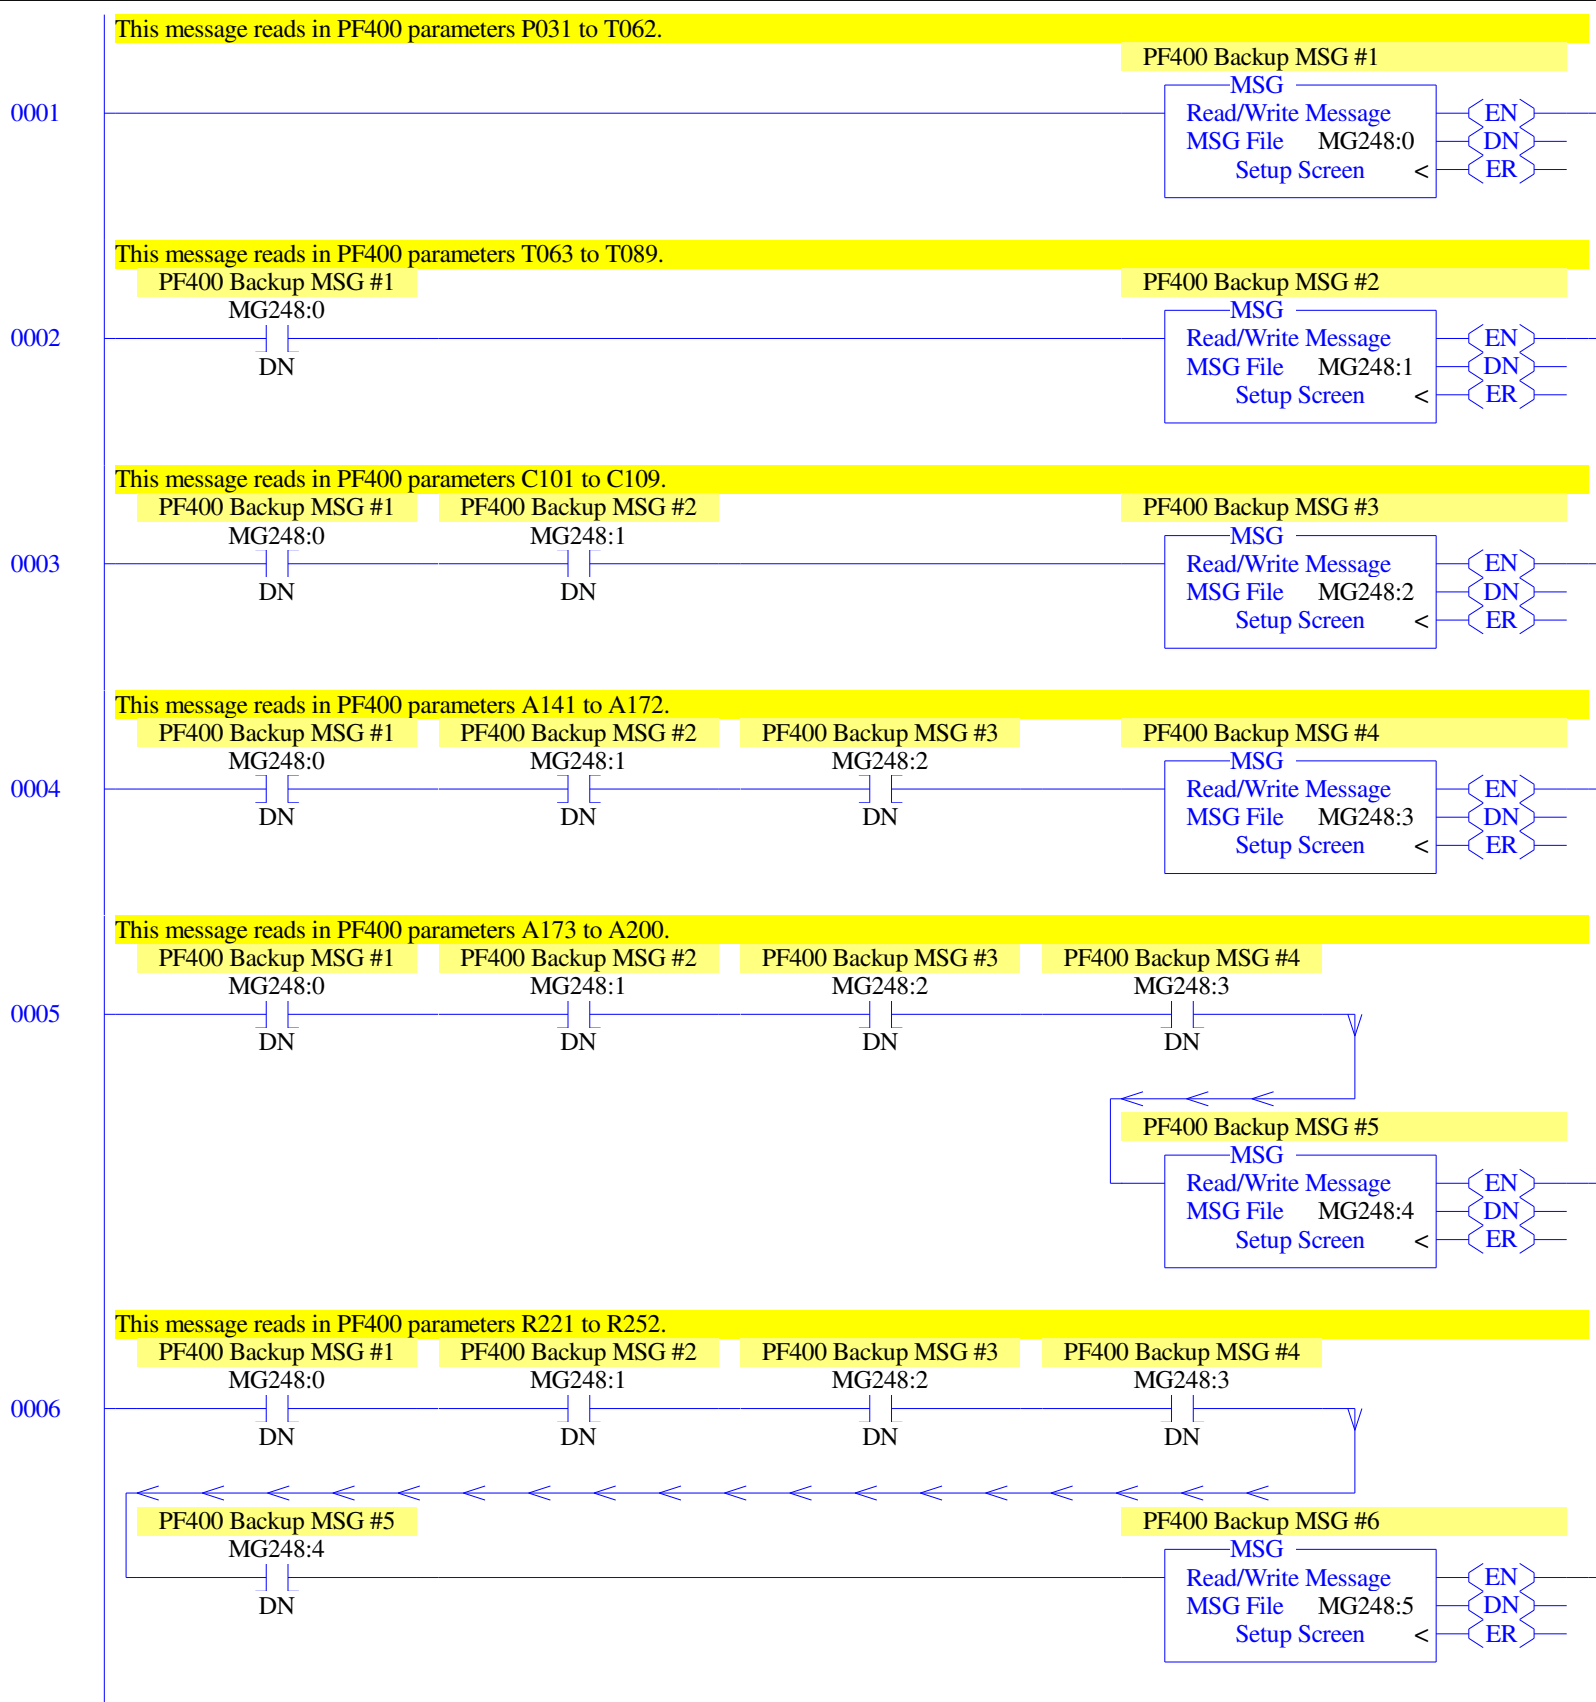 This message reads in PF400 parameters P031 to T062.
PF400 Backup MSG #1
MSG
0001
Read/Write Message
EN
MSG File MG248:0
DN
Setup Screen <
ER
This message reads in PF400 parameters T063 to T089.
PF400 Backup MSG #1
PF400 Backup MSG #2
MG248:0
MSG
0002
Read/Write Message
EN
DN
MSG File MG248:1
DN
Setup Screen <
ER
This message reads in PF400 parameters C101 to C109.
PF400 Backup MSG #1
PF400 Backup MSG #2
PF400 Backup MSG #3
MG248:0
MG248:1
MSG
0003
Read/Write Message
EN
DN
DN
MSG File MG248:2
DN
Setup Screen <
ER
This message reads in PF400 parameters A141 to A172.
PF400 Backup MSG #1
PF400 Backup MSG #2
PF400 Backup MSG #3
PF400 Backup MSG #4
MG248:0
MG248:1
MG248:2
MSG
0004
Read/Write Message
EN
DN
DN
DN
MSG File MG248:3
DN
Setup Screen <
ER
This message reads in PF400 parameters A173 to A200.
PF400 Backup MSG #1
PF400 Backup MSG #2
PF400 Backup MSG #3
PF400 Backup MSG #4
MG248:0
MG248:1
MG248:2
MG248:3
0005
DN
DN
DN
DN
PF400 Backup MSG #5
MSG
Read/Write Message
EN
MSG File MG248:4
DN
Setup Screen <
ER
This message reads in PF400 parameters R221 to R252.
PF400 Backup MSG #1
PF400 Backup MSG #2
PF400 Backup MSG #3
PF400 Backup MSG #4
MG248:0
MG248:1
MG248:2
MG248:3
0006
DN
DN
DN
DN
PF400 Backup MSG #5
PF400 Backup MSG #6
MG248:4
MSG
Read/Write Message
EN
DN
MSG File MG248:5
DN
Setup Screen <
ER